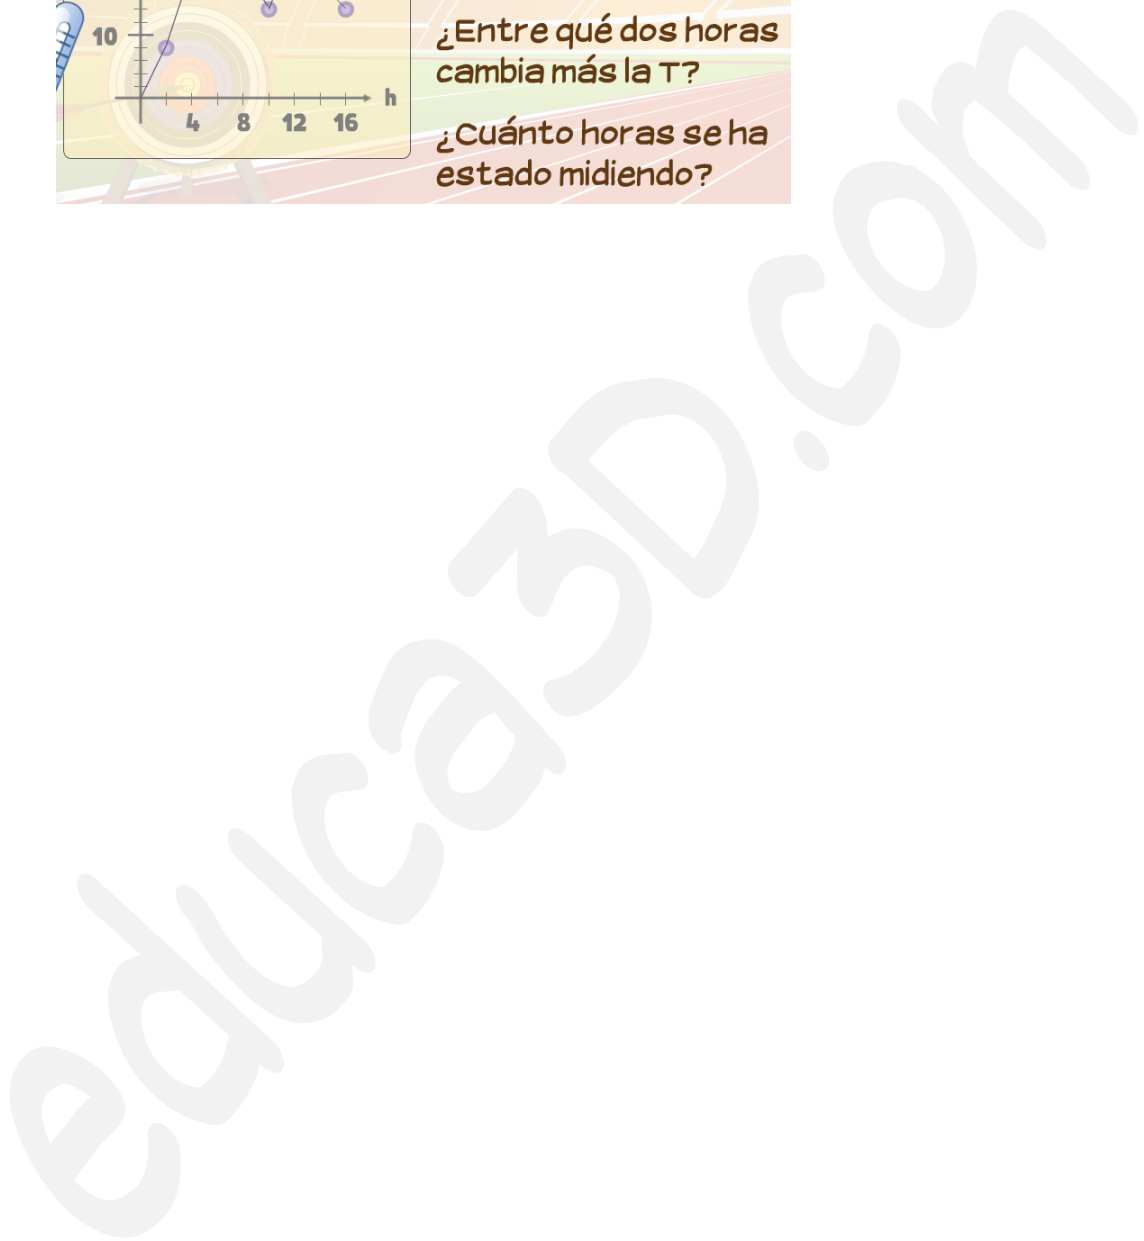 10
h
4 8 12 16
¿Entre qué dos horas
cambia más la T?
¿Cuánto horas se ha
estado midiendo?
educa3D.com